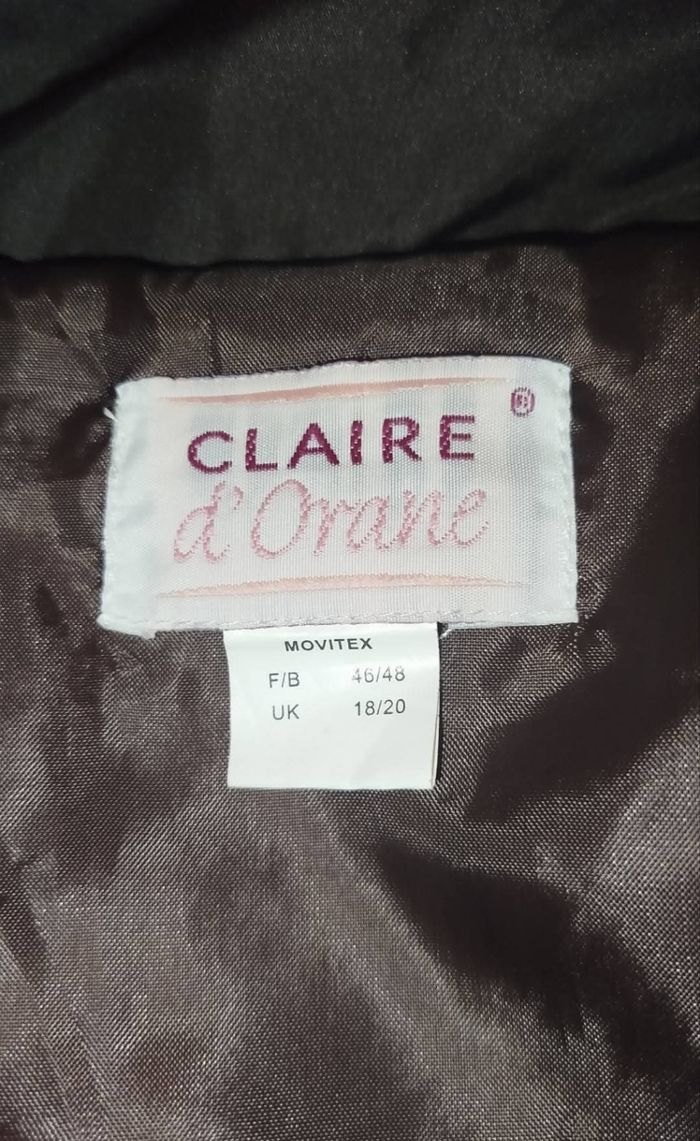 CLAIRE ®
d'Orane
MOVITEX
F/B 46/48
UK 18/20